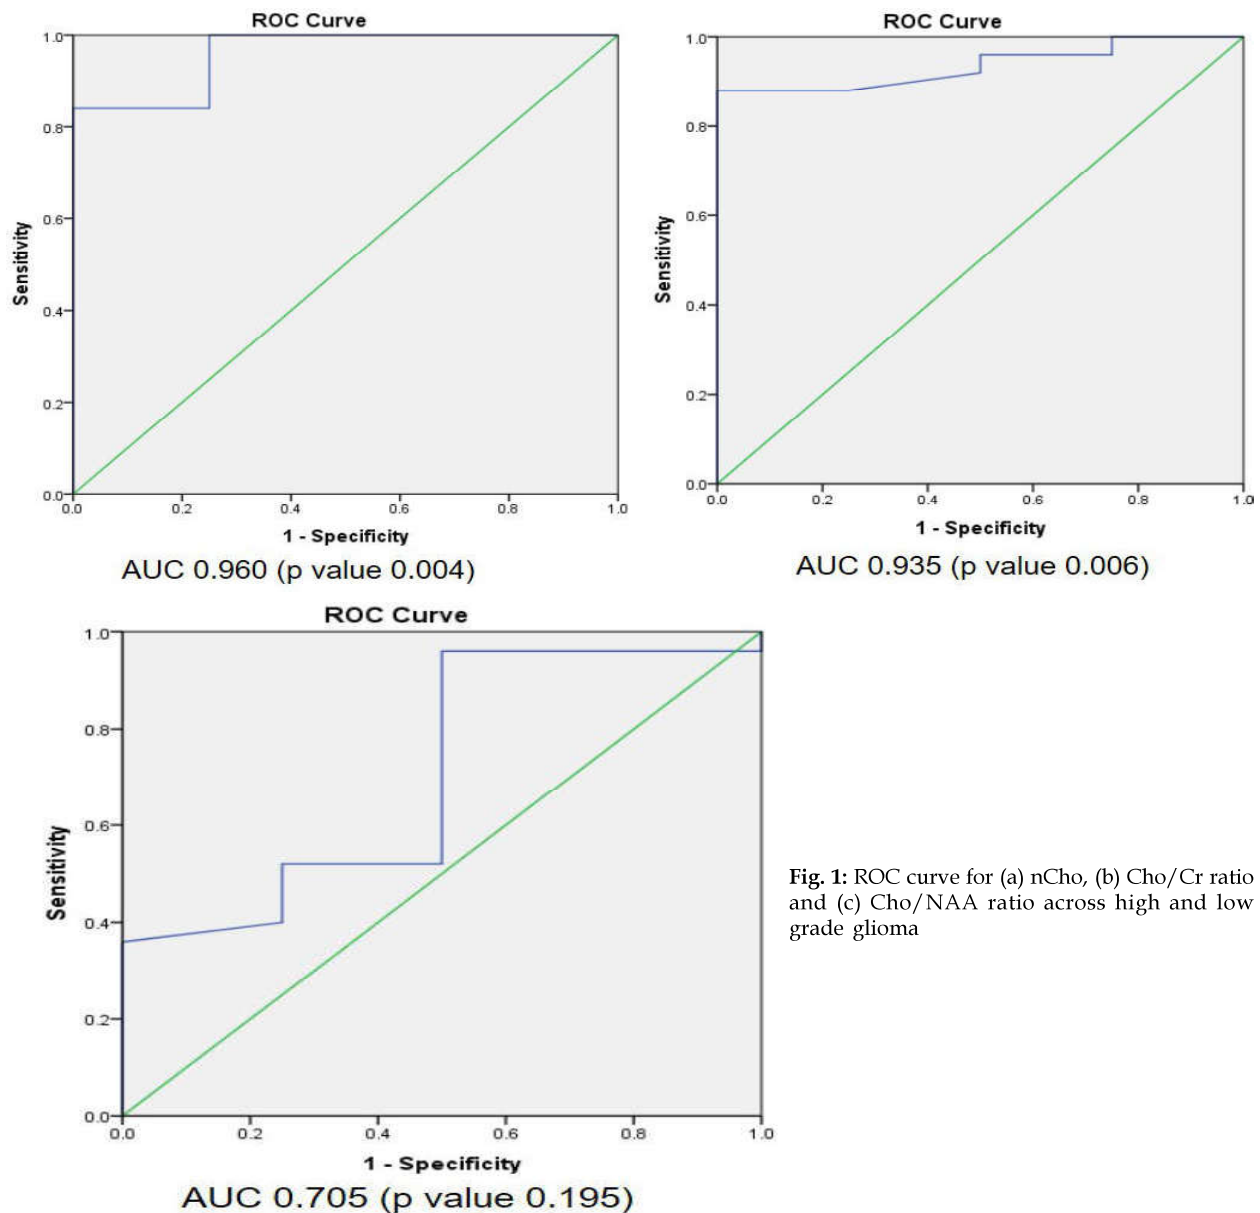 ROC Curve
1.0
0.8
0.6
0.4
0.2
0.0
Sensitivity
0.0 0.2 0.4 0.6 0.8 1.0
1 - Specificity
AUC 0.960 (p value 0.004)
ROC Curve
1.0
0.8
0.6
0.4
0.2
0.0
Sensitivity
0.0 0.2 0.4 0.6 0.8 1.0
1 - Specificity
AUC 0.935 (p value 0.006)
ROC Curve
1.0
0.8
0.6
0.4
0.2
0.0
Sensitivity
0.0 0.2 0.4 0.6 0.8 1.0
1 - Specificity
AUC 0.705 (p value 0.195)
Fig. 1: ROC curve for (a) nCho, (b) Cho/Cr ratio
and (c) Cho/NAA ratio across high and low
grade glioma